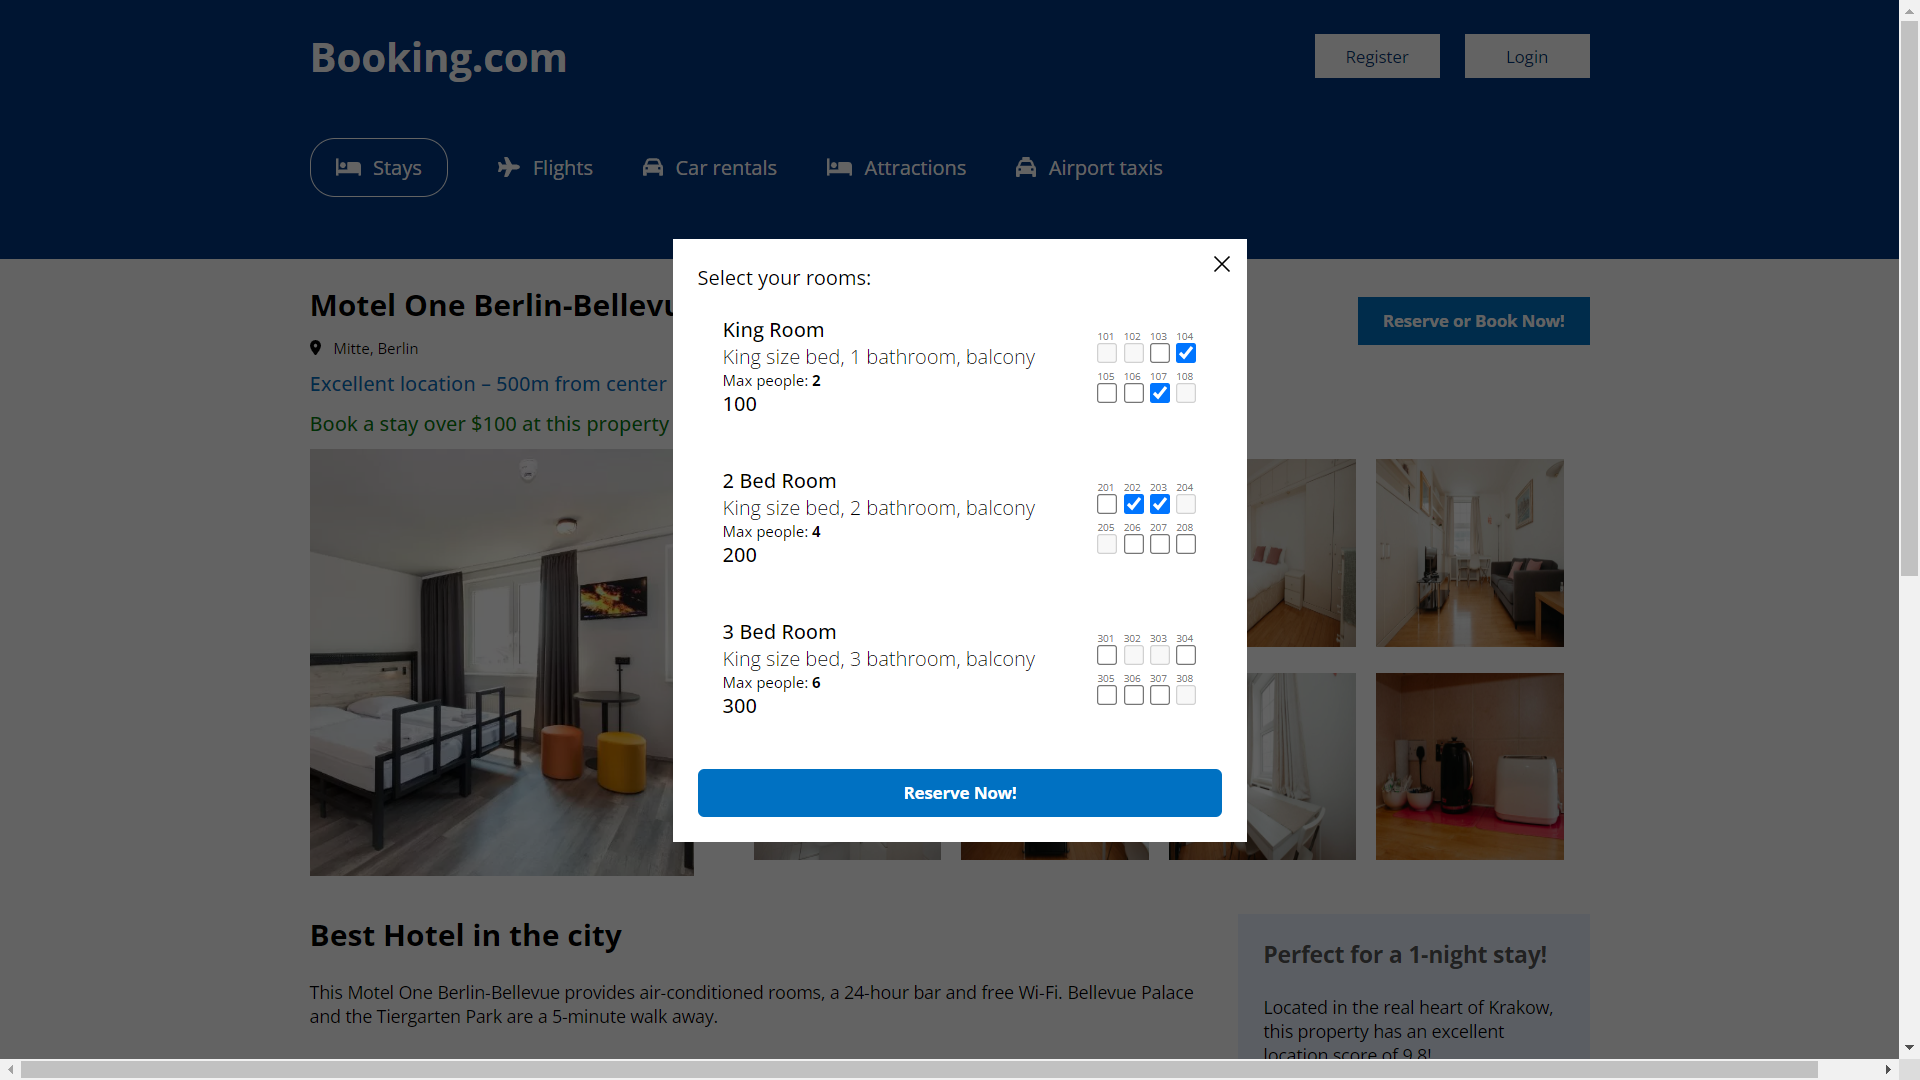 Booking.com
Register
Login
Stays
Flights
Car rentals
Attractions
Airport taxis
Motel One Berlin-Bellevu
Reserve or Book Now!
Mitte, Berlin
Excellent location – 500m from center
Book a stay over $100 at this property
Select your rooms:
King Room
King size bed, 1 bathroom, balcony
Max people: 2
100
101 102 103 104
105 106 107 108
2 Bed Room
King size bed, 2 bathroom, balcony
Max people: 4
200
201 202 203 204
205 206 207 208
3 Bed Room
King size bed, 3 bathroom, balcony
Max people: 6
300
301 302 303 304
305 306 307 308
Reserve Now!
Best Hotel in the city
This Motel One Berlin-Bellevue provides air-conditioned rooms, a 24-hour bar and free Wi-Fi. Bellevue Palace
and the Tiergarten Park are a 5-minute walk away.
Perfect for a 1-night stay!
Located in the real heart of Krakow,
this property has an excellent
location score of 9.8!